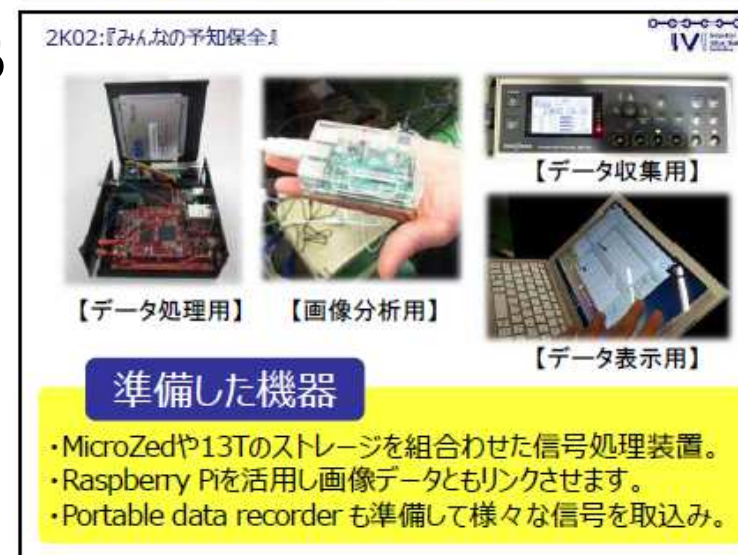 2K02:『みんなの予知保全』
IV
【データ収集用】
【データ処理用】 【画像分析用】
【データ表示用】
準備した機器
・MicroZedや13Tのストレージを組合わせた信号処理装置。
・Raspberry Piを活用し画像データともリンクさせます。
・Portable data recorder も準備して様々な信号を取込み。